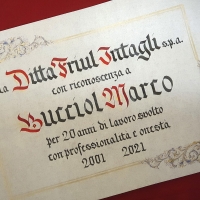 La Ditta Friul Intagli s.p.a.
con riconoscenza a
Bucciol Marco
per 20 anni di lavoro svolto
con professionalità e onestà
2001 2021